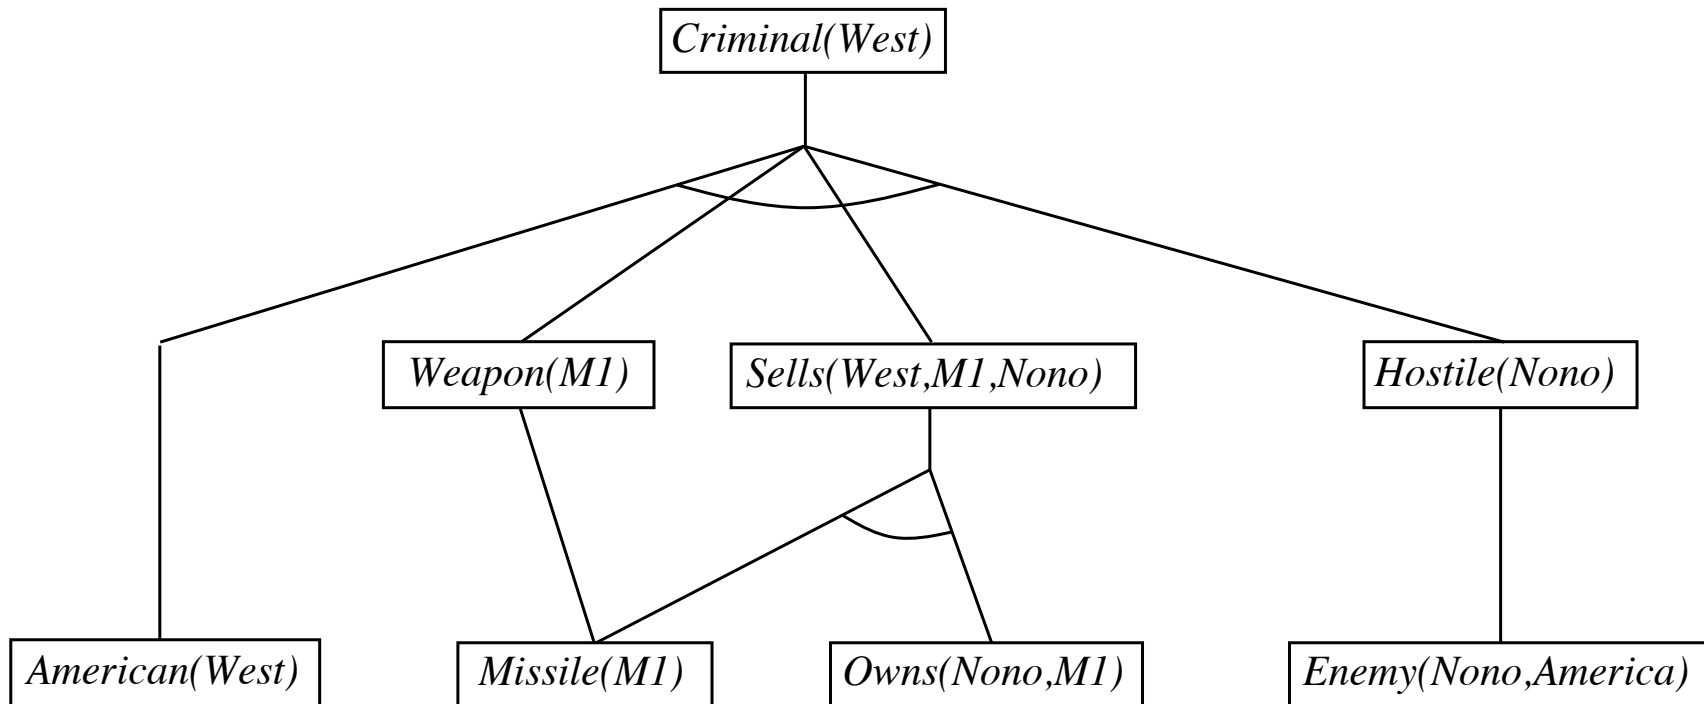 Criminal(West)
Weapon(M1)
Sells(West,M1,Nono)
Hostile(Nono)
American(West)
Missile(M1)
Owns(Nono,M1)
Enemy(Nono,America)